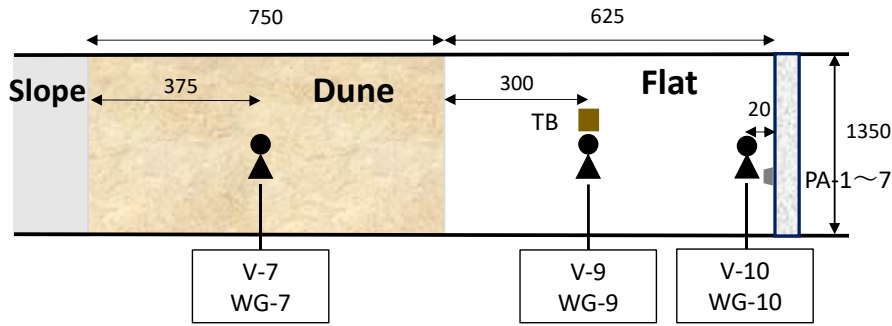 750
625
Slope
375
Dune
300
Flat
20
TB
1350
PA-1～7
V-7
WG-7
V-9
WG-9
V-10
WG-10